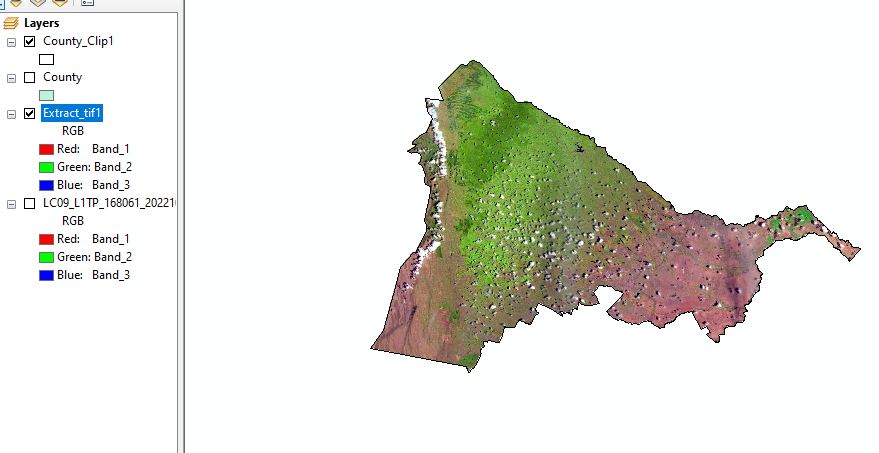 Layers
County_Clip1
County
Extract_tif1
RGB
Red: Band_1
Green: Band_2
Blue: Band_3
LC09_L1TP_168061_20221
RGB
Red: Band_1
Green: Band_2
Blue: Band_3